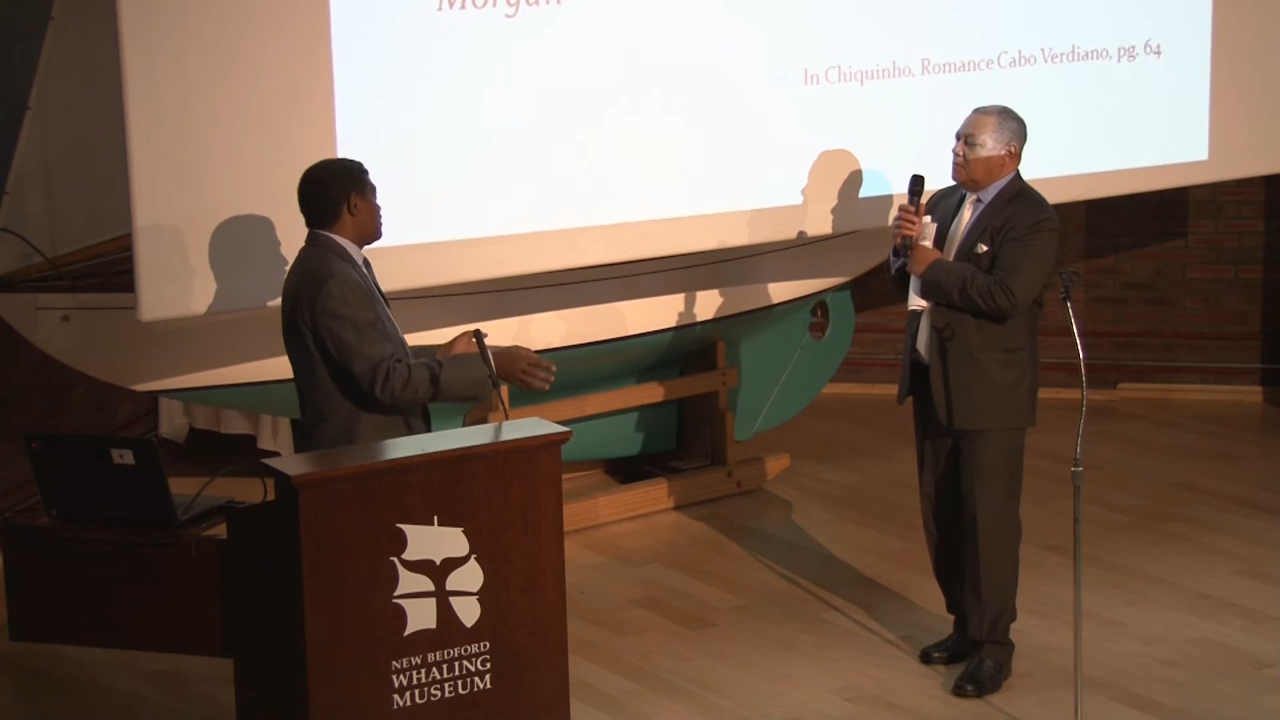 Morgan
In Chiquinho, Romance Cabo Verdiano, pg. 64
NEW BEDFORD
WHALING
MUSEUM